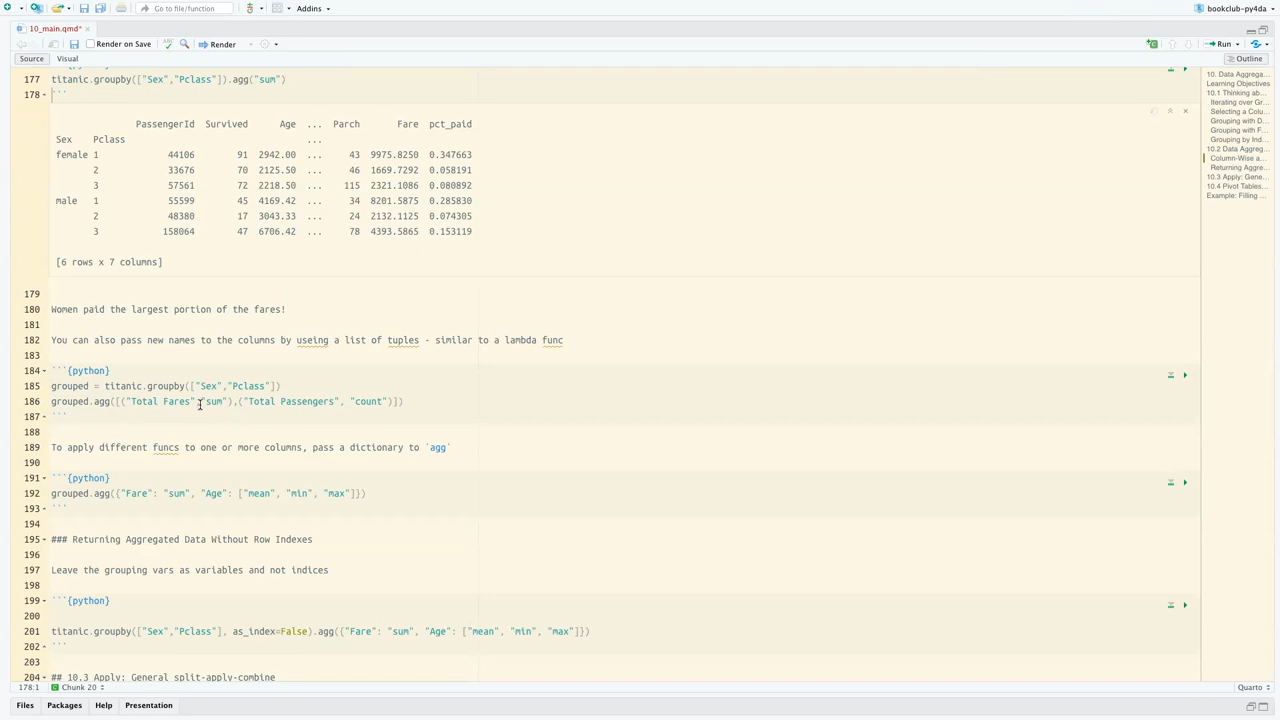 Go to file/function
Addins
bookclub-py4da
10_main.qmd*
Render on Save
Render
Run
Source
Visual
Outline
177 titanic.groupby(["Sex","Pclass"]).agg("sum")
178 ```
PassengerId Survived Age ... Parch Fare pct_paid
Sex Pclass ...
female 1 44106 91 2942.00 ... 43 9975.8250 0.347663
2 33676 70 2125.50 ... 46 1669.7292 0.058191
3 57561 72 2218.50 ... 115 2321.1086 0.080892
male 1 55599 45 4169.42 ... 34 8201.5875 0.285830
2 48380 17 3043.33 ... 24 2132.1125 0.074305
3 158064 47 6706.42 ... 78 4393.5865 0.153119
[6 rows x 7 columns]
179
180 Women paid the largest portion of the fares!
181
182 You can also pass new names to the columns by useing a list of tuples - similar to a lambda func
183
184 ```{python}
185 grouped = titanic.groupby(["Sex","Pclass"])
186 grouped.agg([("Total Fares","sum"),("Total Passengers", "count")])
187 ```
188
189 To apply different funcs to one or more columns, pass a dictionary to `agg`
190
191 ```{python}
192 grouped.agg({"Fare": "sum", "Age": ["mean", "min", "max"]})
193 ```
194
195 ### Returning Aggregated Data Without Row Indexes
196
197 Leave the grouping vars as variables and not indices
198
199 ```{python}
200
201 titanic.groupby(["Sex","Pclass"], as_index=False).agg({"Fare": "sum", "Age": ["mean", "min", "max"]})
202 ```
203
204 ## 10.3 Apply: General split-apply-combine
10. Data Aggrega...
Learning Objectives
10.1 Thinking ab...
Iterating over Gr...
Selecting a Colu...
Grouping with D...
Grouping with F...
Grouping by Ind...
10.2 Data Aggreg...
Column-Wise a...
Returning Aggre...
10.3 Apply: Gene...
10.4 Pivot Tables...
Example: Filling ...
178:1
Chunk 20
Quarto
Files
Packages
Help
Presentation